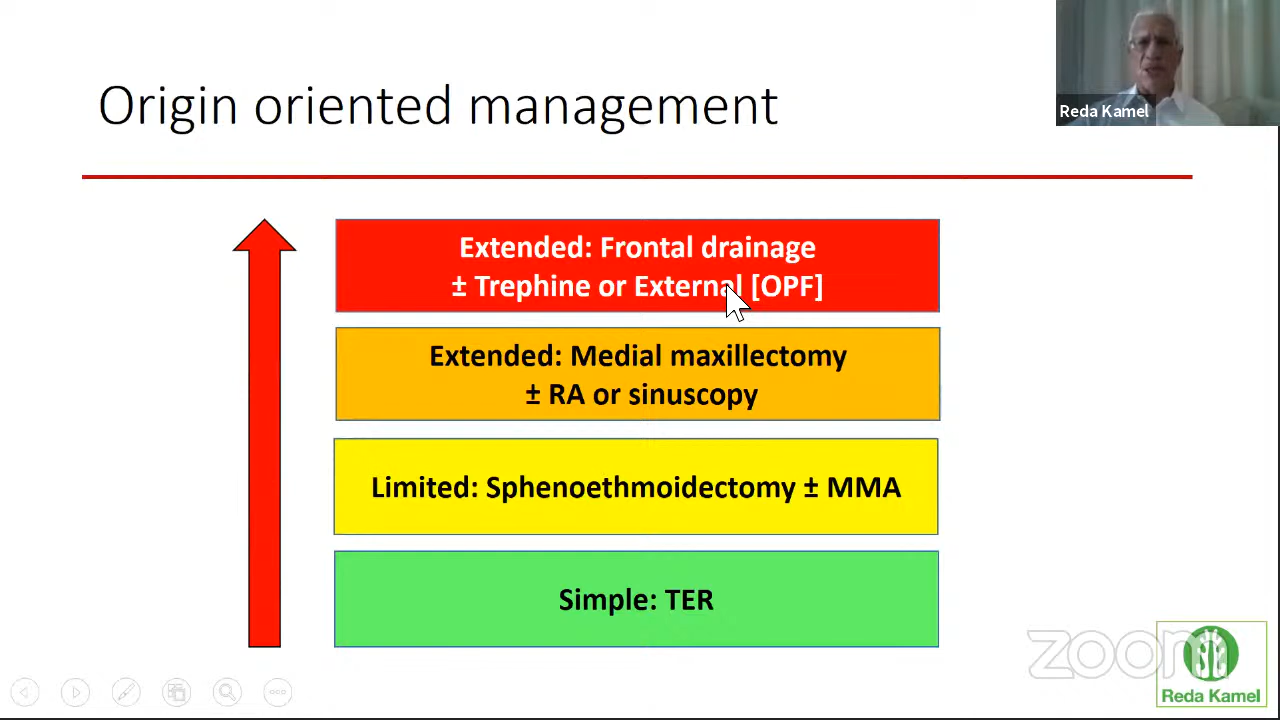 Origin oriented management
Reda Kamel
Extended: Frontal drainage
± Trephine or External [OPF]
Extended: Medial maxillectomy
± RA or sinuscopy
Limited: Sphenoethmoidectomy ± MMA
Simple: TER
zoom
Reda Kamel